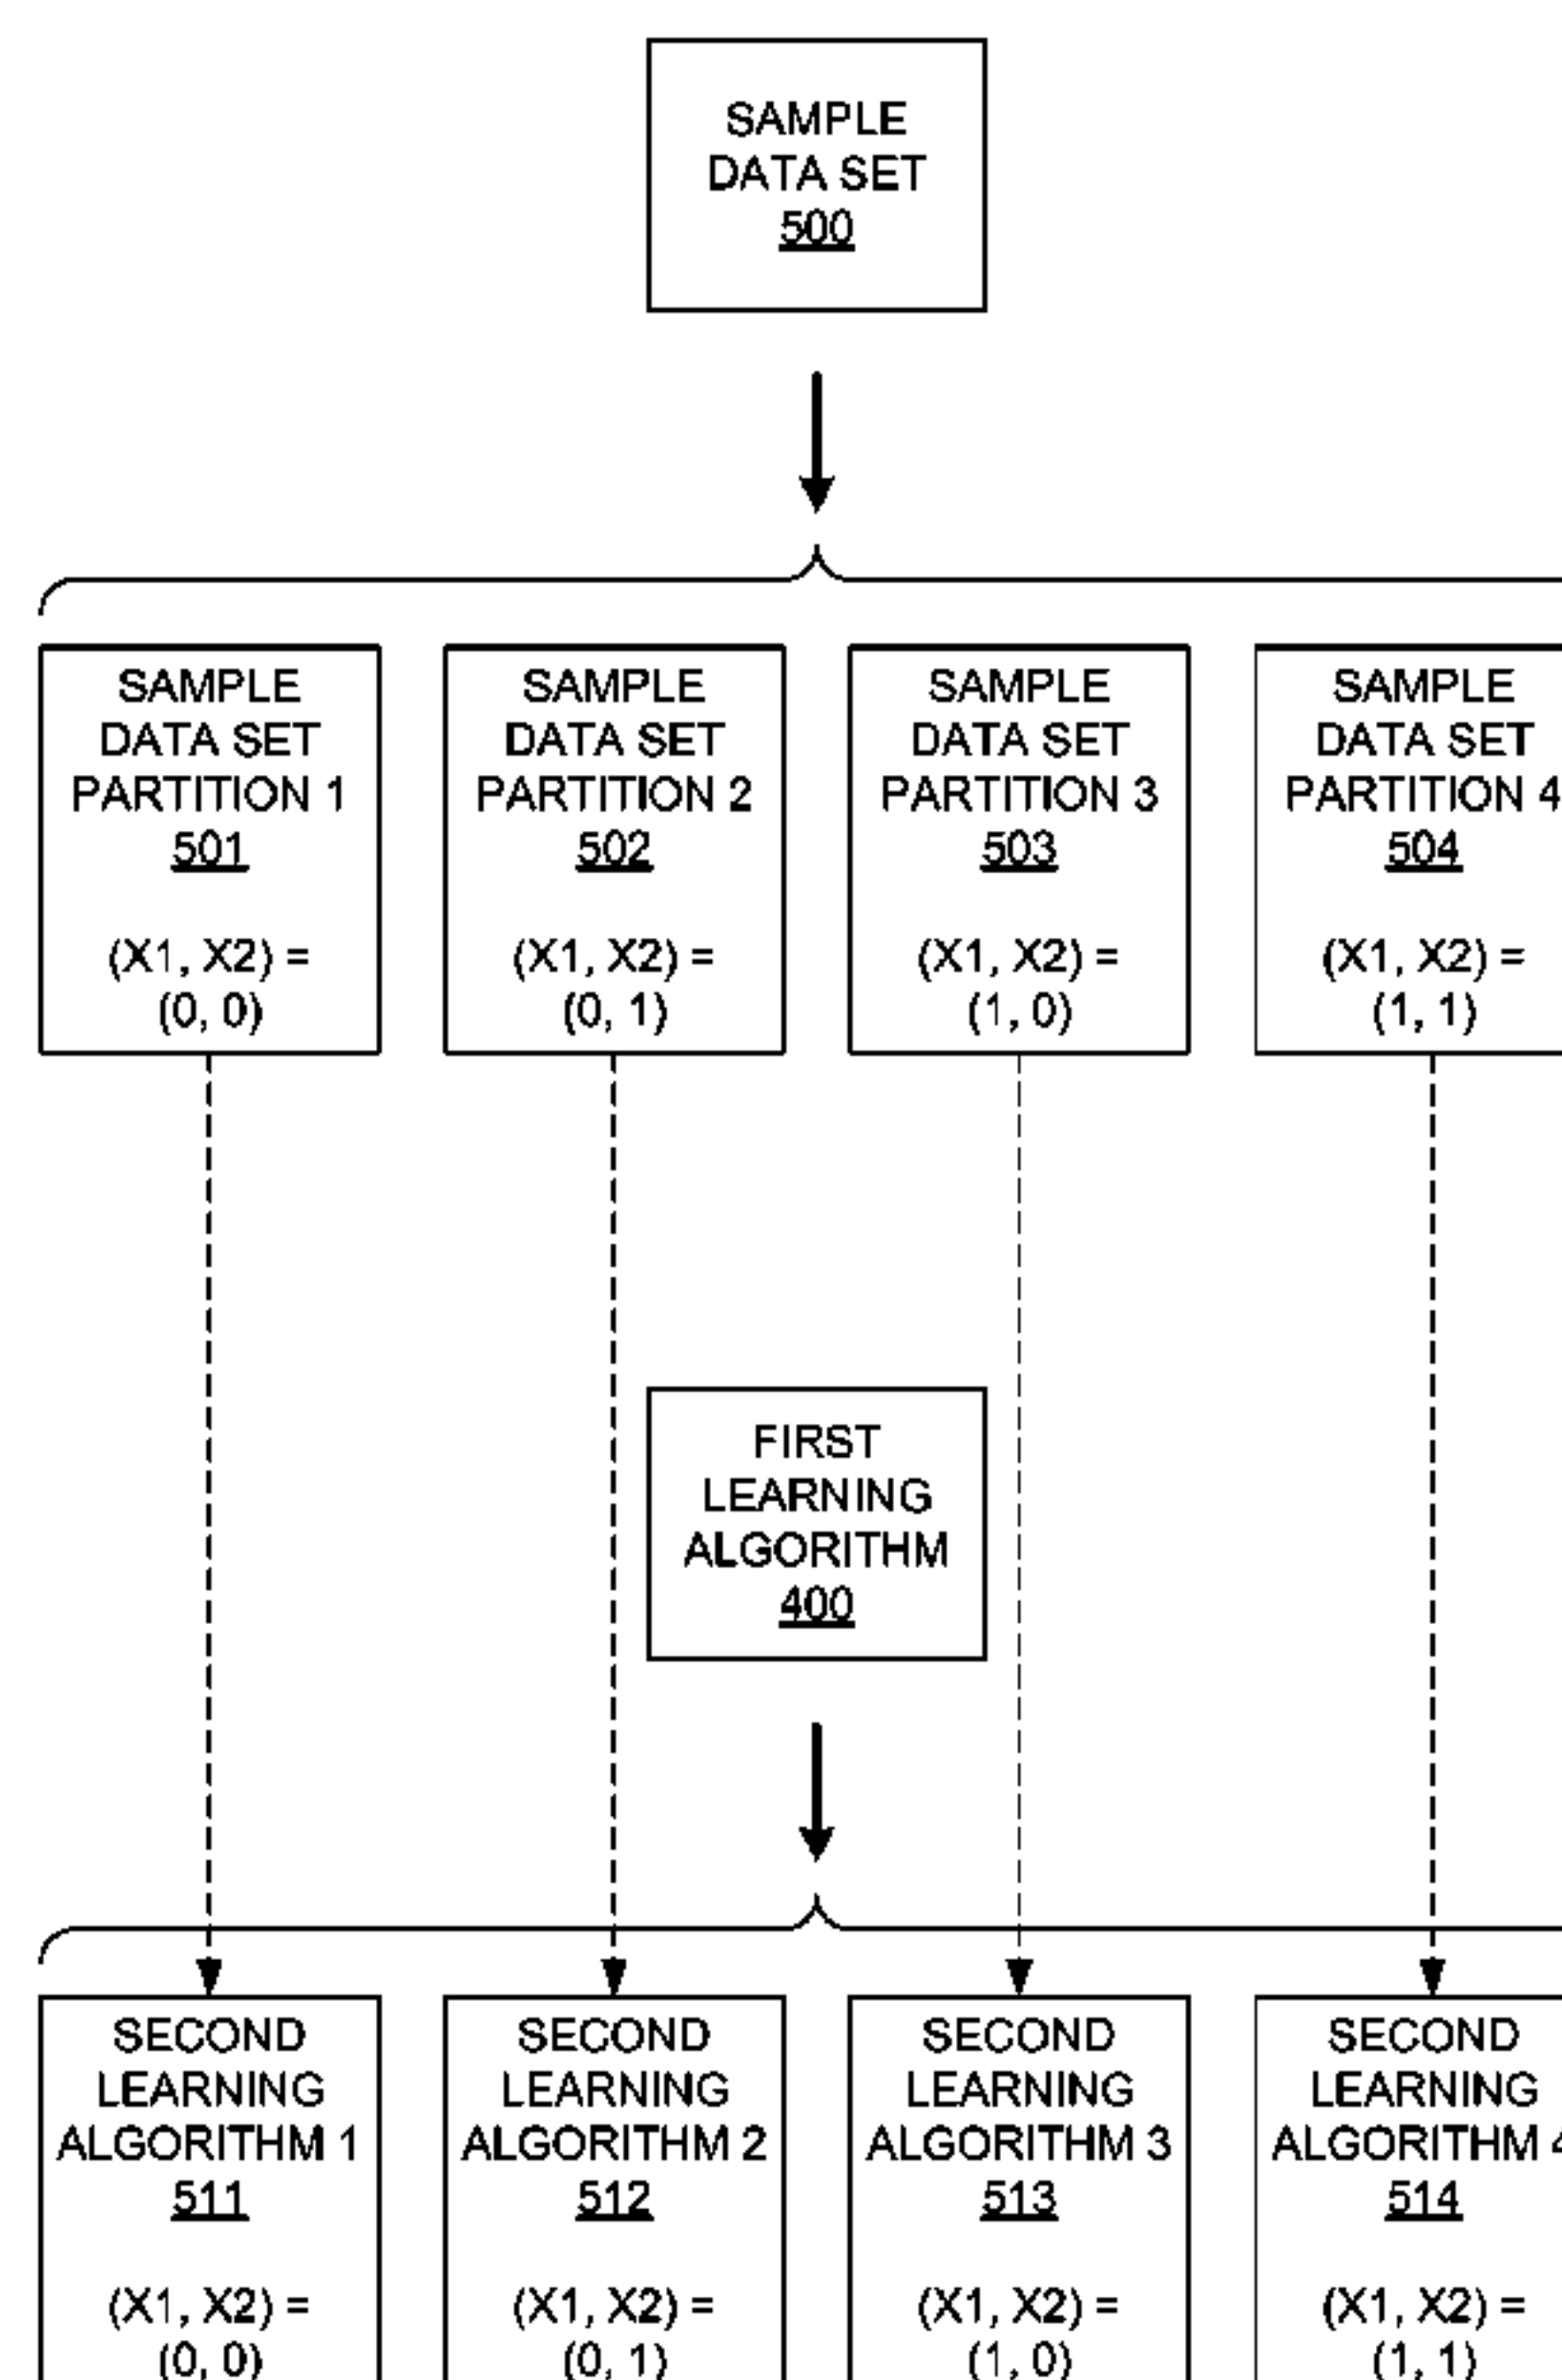 SAMPLE
DATA SET
500
SAMPLE
DATA SET
PARTITION 1
501
(X1, X2) =
(0, 0)
SAMPLE
DATA SET
PARTITION 2
502
(X1, X2) =
(0, 1)
SAMPLE
DATA SET
PARTITION 3
503
(X1, X2) =
(1, 0)
SAMPLE
DATA SET
PARTITION 4
504
(X1, X2) =
(1, 1)
FIRST
LEARNING
ALGORITHM
400
SECOND
LEARNING
ALGORITHM 1
511
(X1, X2) =
(0, 0)
SECOND
LEARNING
ALGORITHM 2
512
(X1, X2) =
(0, 1)
SECOND
LEARNING
ALGORITHM 3
513
(X1, X2) =
(1, 0)
SECOND
LEARNING
ALGORITHM 4
514
(X1, X2) =
(1, 1)